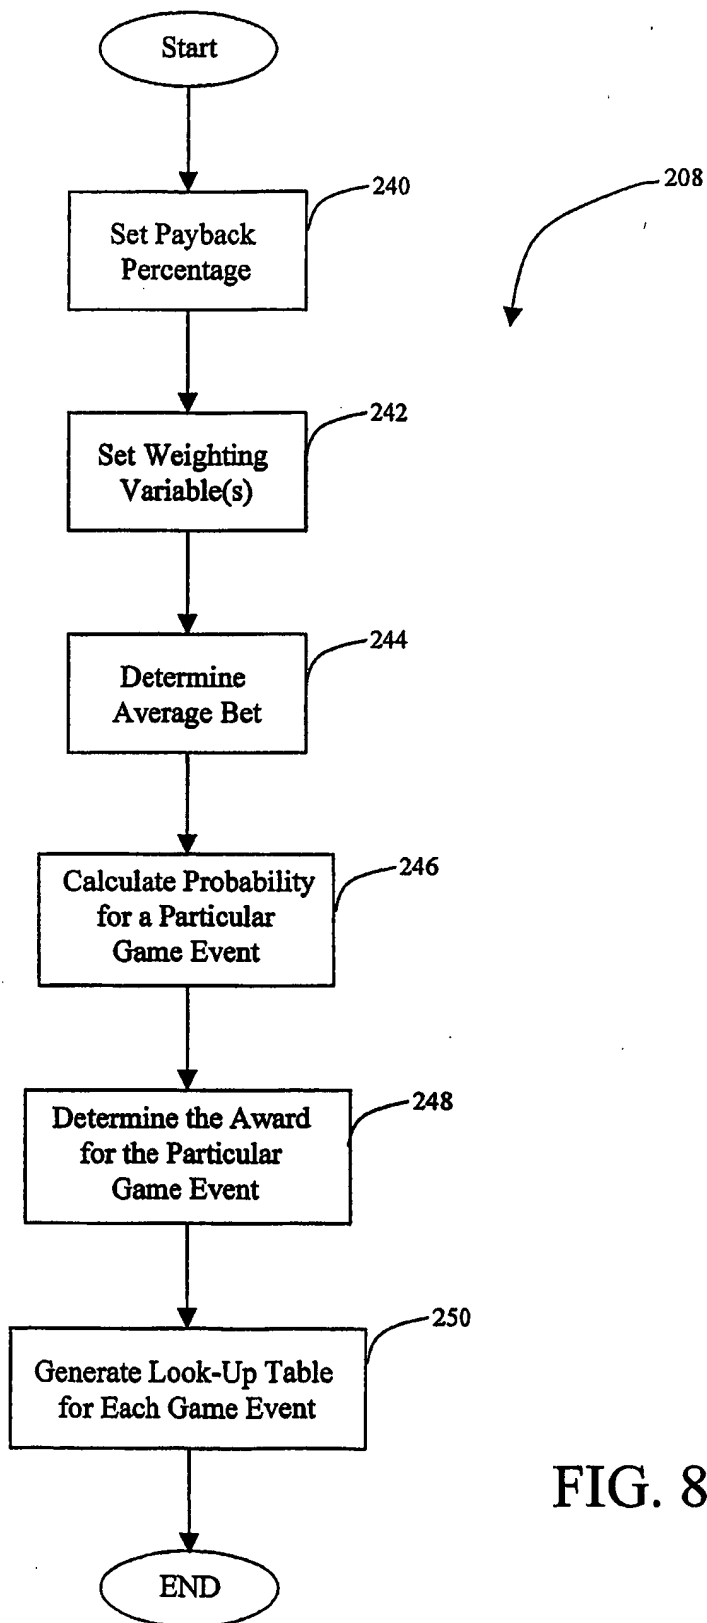 Start
240
208
Set Payback
Percentage
242
Set Weighting
Variable(s)
244
Determine
Average Bet
246
Calculate Probability
for a Particular
Game Event
248
Determine the Award
for the Particular
Game Event
250
Generate Look-Up Table
for Each Game Event
FIG. 8
END